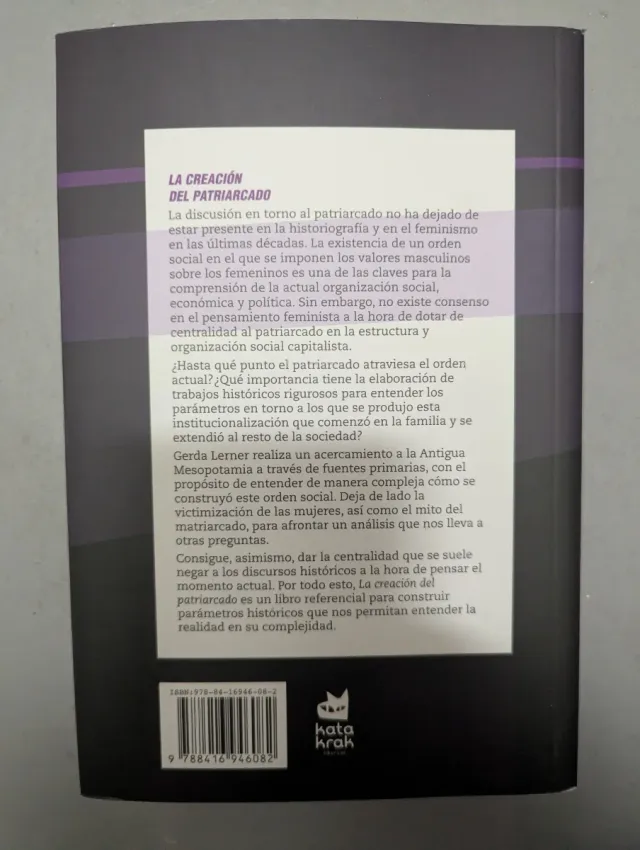 LA CREACIÓN
DEL PATRIARCADO
La discusión en torno al patriarcado no ha dejado de
estar presente en la historiografía y en el feminismo
en las últimas décadas. La existencia de un orden
social en el que se imponen los valores masculinos
sobre los femeninos es una de las claves para la
comprensión de la actual organización social,
económica y política. Sin embargo, no existe consenso
en el pensamiento feminista a la hora de dotar de
centralidad al patriarcado en la estructura y
organización social capitalista.
¿Hasta qué punto el patriarcado atraviesa el orden
actual?¿Qué importancia tiene la elaboración de
trabajos históricos rigurosos para entender los
parámetros en torno a los que se produjo esta
institucionalización que comenzó en la familia y se
extendió al resto de la sociedad?
Gerda Lerner realiza un acercamiento a la Antigua
Mesopotamia a través de fuentes primarias, con el
propósito de entender de manera compleja cómo se
construyó este orden social. Deja de lado la
victimización de las mujeres, así como el mito del
matriarcado, para afrontar un análisis que nos lleva a
otras preguntas.
Consigue, asimismo, dar la centralidad que se suele
negar a los discursos históricos a la hora de pensar el
momento actual. Por todo esto, La creación del
patriarcado es un libro referencial para construir
parámetros históricos que nos permitan entender la
realidad en su complejidad.
ISBN:978-84-16946-08-2
9 788416 946082
kata
krak